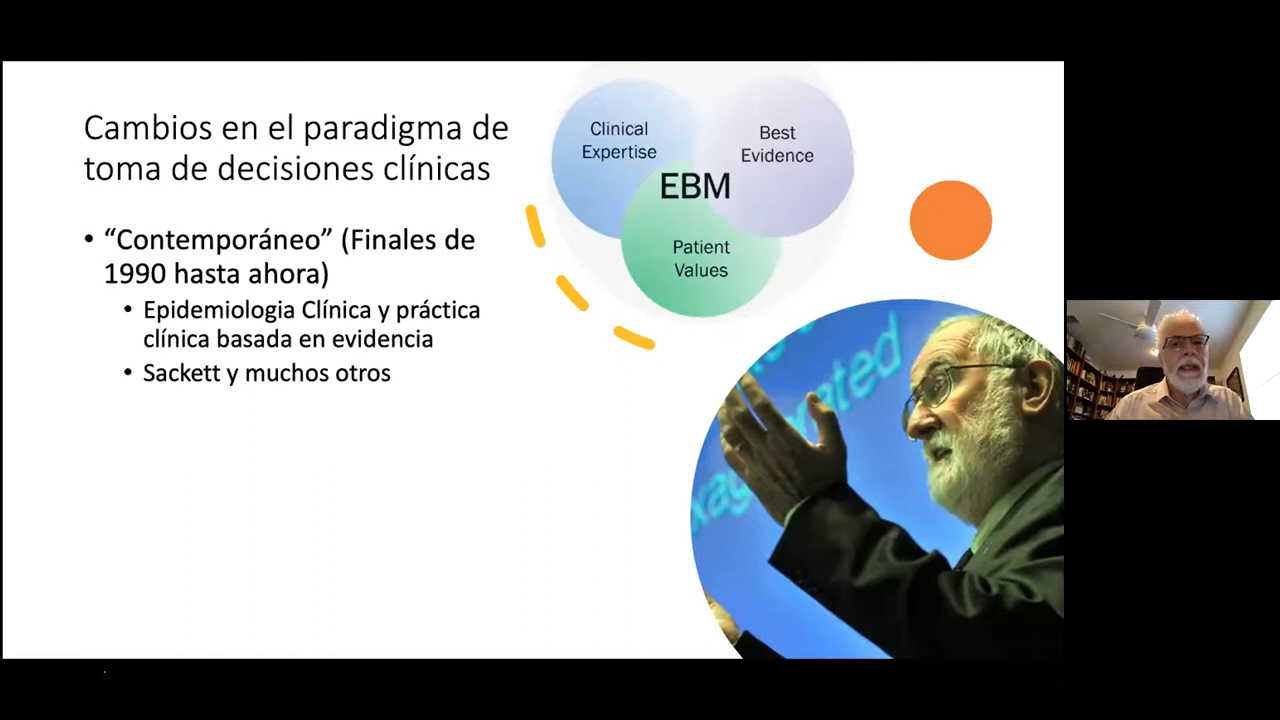 Cambios en el paradigma de
toma de decisiones clínicas
• “Contemporáneo” (Finales de
1990 hasta ahora)
• Epidemiologia Clínica y práctica
clínica basada en evidencia
• Sackett y muchos otros
Clinical
Expertise
Best
Evidence
EBM
Patient
Values